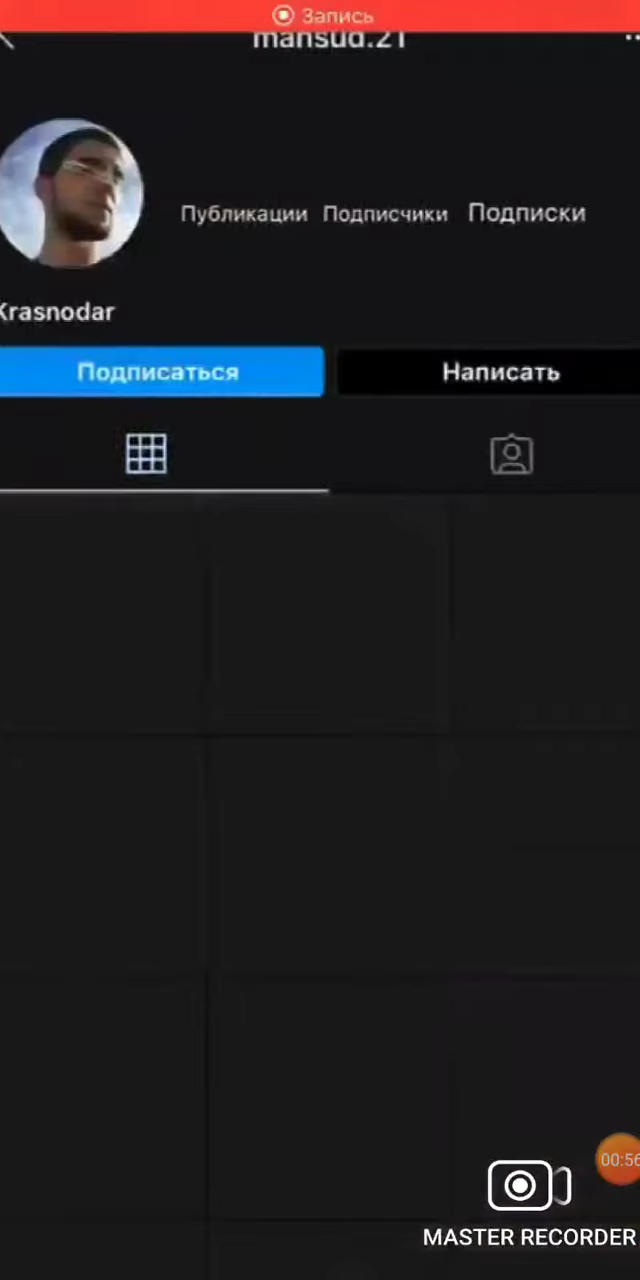 Запись
mansud.21
Публикации Подписчики Подписки
Krasnodar
Подписаться Написать
00:56
MASTER RECORDER